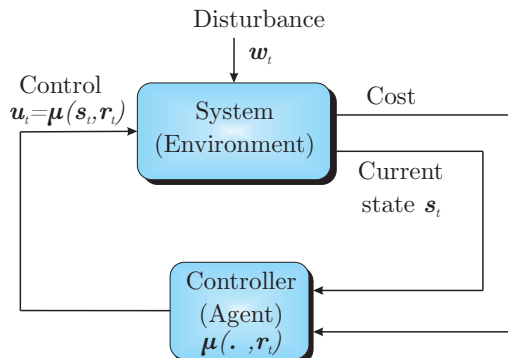 Disturbance
w_t
Control
u_t=μ(s_t,r_t)
System
(Environment)
Cost
Current
state s_t
Controller
(Agent)
μ(. ,r_t)